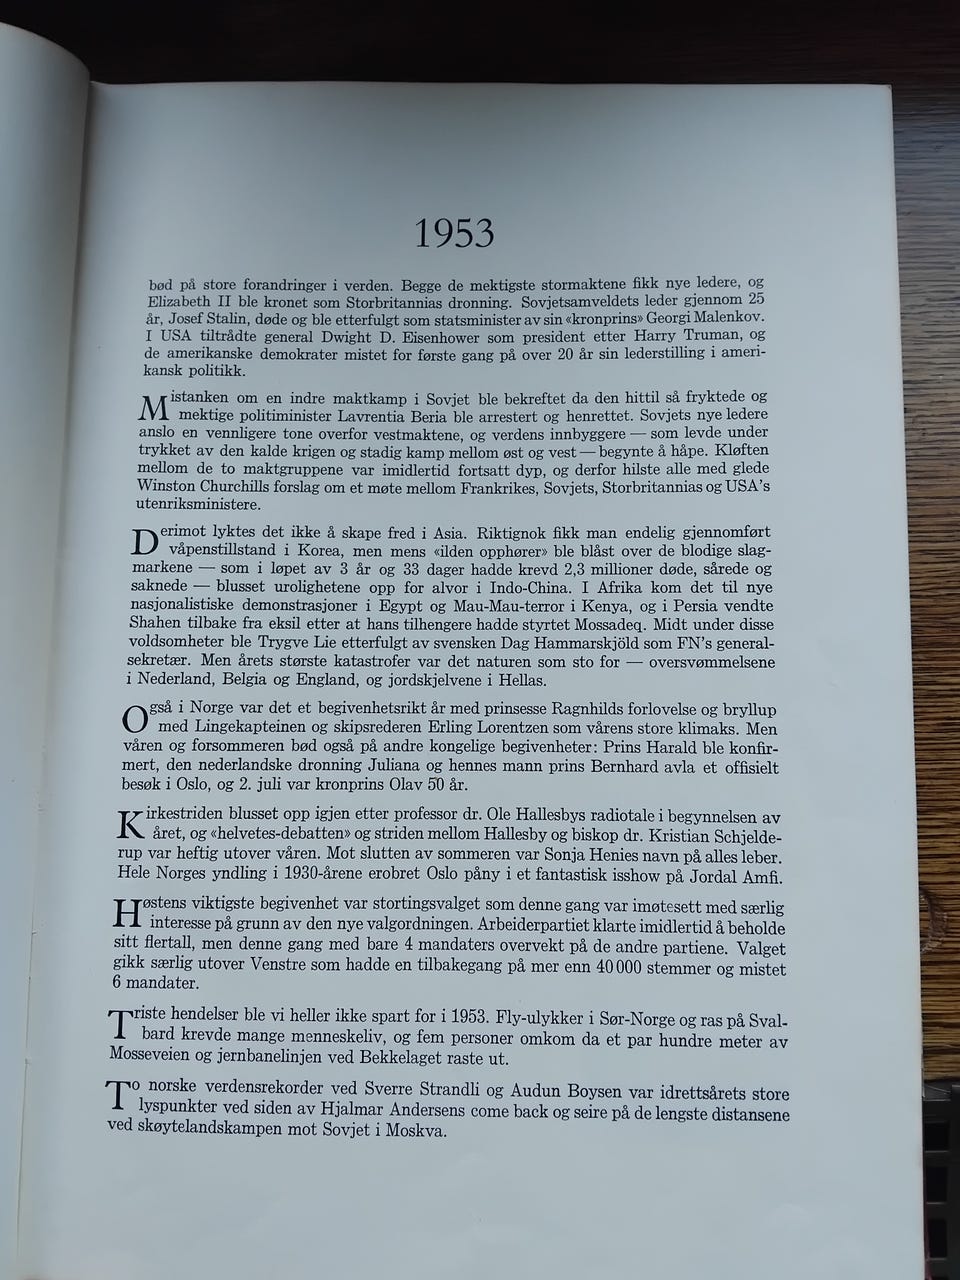 1953
bød på store forandringer i verden. Begge de mektigste stormaktene fikk nye ledere, og
Elizabeth II ble kronet som Storbritannias dronning. Sovjetsamveldets leder gjennom 25
år, Josef Stalin, døde og ble etterfulgt som statsminister av sin «kronprins» Georgi Malenkov.
I USA tiltrådte general Dwight D. Eisenhower som president etter Harry Truman, og
de amerikanske demokrater mistet for første gang på over 20 år sin lederstilling i ameri-
kansk politikk.
Mistanken om en indre maktkamp i Sovjet ble bekreftet da den hittil så fryktede og
mektige politiminister Lavrentia Beria ble arrestert og henrettet. Sovjets nye ledere
anslo en vennligere tone overfor vestmaktene, og verdens innbyggere — som levde under
trykket av den kalde krigen og stadig kamp mellom øst og vest — begynte å håpe. Kløften
mellom de to maktgruppene var imidlertid fortsatt dyp, og derfor hilste alle med glede
Winston Churchills forslag om et møte mellom Frankrikes, Sovjets, Storbritannias og USA's
utenriksministere.
Derimot lyktes det ikke å skape fred i Asia. Riktignok fikk man endelig gjennomført
våpenstillstand i Korea, men mens «ilden opphører» ble blåst over de blodige slag-
markene — som i løpet av 3 år og 33 dager hadde krevd 2,3 millioner døde, sårede og
saknede — blusset urolighetene opp for alvor i Indo-China. I Afrika kom det til nye
nasjonalistiske demonstrasjoner i Egypt og Mau-Mau-terror i Kenya, og i Persia vendte
Shahen tilbake fra eksil etter at hans tilhengere hadde styrtet Mossadeq. Midt under disse
voldsomheter ble Trygve Lie etterfulgt av svensken Dag Hammarskjöld som FN's general-
sekretær. Men årets største katastrofer var det naturen som sto for — oversvømmelsene
i Nederland, Belgia og England, og jordskjelvene i Hellas.
Også i Norge var det et begivenhetsrikt år med prinsesse Ragnhilds forlovelse og bryllup
med Lingekapteinen og skipsrederen Erling Lorentzen som vårens store klimaks. Men
våren og forsommeren bød også på andre kongelige begivenheter: Prins Harald ble konfir-
mert, den nederlandske dronning Juliana og hennes mann prins Bernhard avla et offisielt
besøk i Oslo, og 2. juli var kronprins Olav 50 år.
Kirkestriden blusset opp igjen etter professor dr. Ole Hallesbys radiotale i begynnelsen av
året, og «helvetes-debatten» og striden mellom Hallesby og biskop dr. Kristian Schjelde-
rup var heftig utover våren. Mot slutten av sommeren var Sonja Henies navn på alles leber.
Hele Norges yndling i 1930-årene erobret Oslo påny i et fantastisk isshow på Jordal Amfi.
Høstens viktigste begivenhet var stortingsvalget som denne gang var imøtesett med særlig
interesse på grunn av den nye valgordningen. Arbeiderpartiet klarte imidlertid å beholde
sitt flertall, men denne gang med bare 4 mandaters overvekt på de andre partiene. Valget
gikk særlig utover Venstre som hadde en tilbakegang på mer enn 40 000 stemmer og mistet
6 mandater.
Triste hendelser ble vi heller ikke spart for i 1953. Fly-ulykker i Sør-Norge og ras på Sval-
bard krevde mange menneskeliv, og fem personer omkom da et par hundre meter av
Mosseveien og jernbanelinjen ved Bekkelaget raste ut.
To norske verdensrekorder ved Sverre Strandli og Audun Boysen var idrettsårets store
lyspunkter ved siden av Hjalmar Andersens come back og seire på de lengste distansene
ved skøytelandskampen mot Sovjet i Moskva.